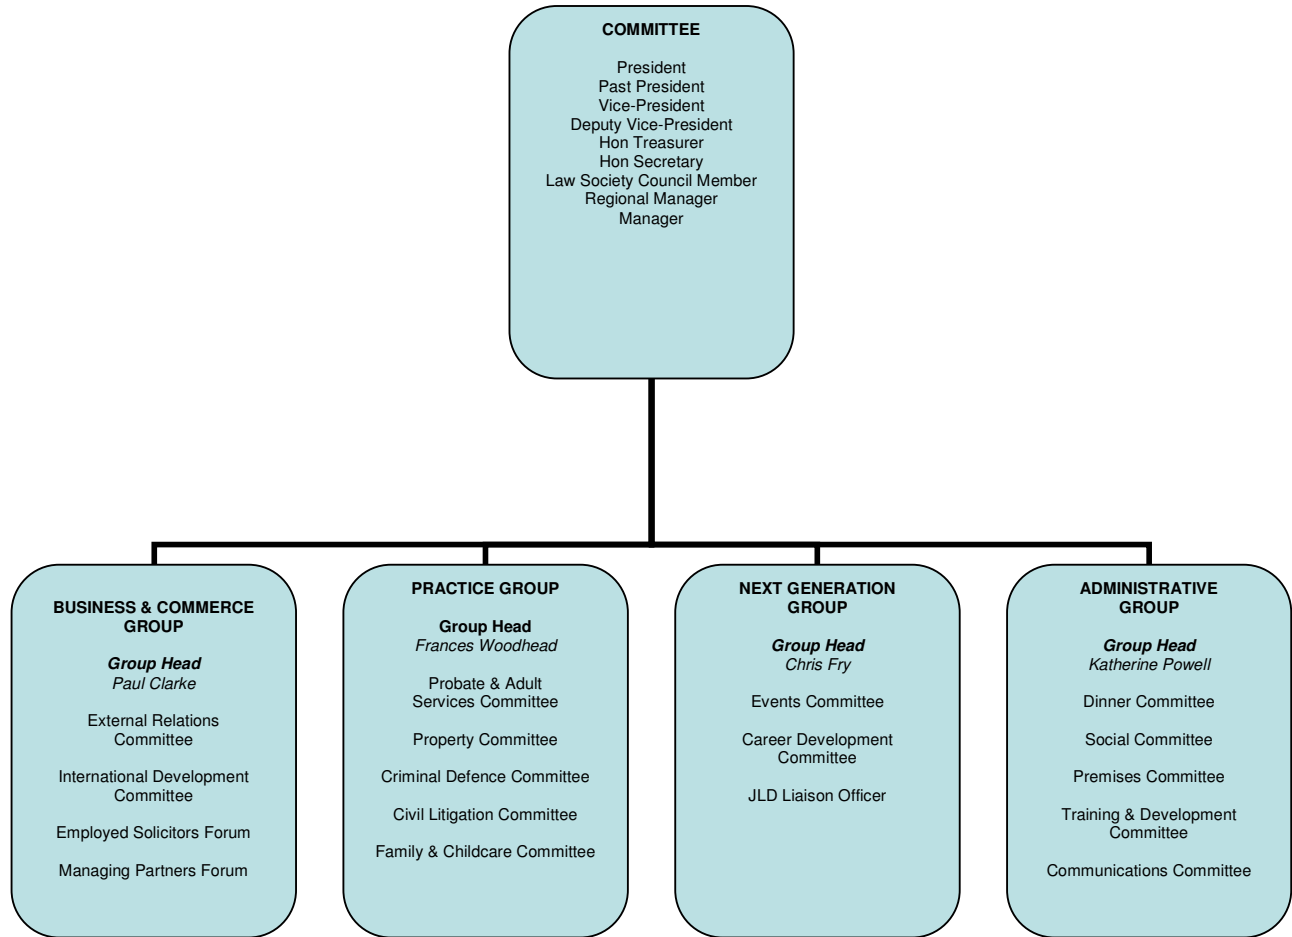 COMMITTEE
President
Past President
Vice-President
Deputy Vice-President
Hon Treasurer
Hon Secretary
Law Society Council Member
Regional Manager
Manager
BUSINESS & COMMERCE
GROUP
Group Head
Paul Clarke
External Relations
Committee
International Development
Committee
Employed Solicitors Forum
Managing Partners Forum
PRACTICE GROUP
Group Head
Frances Woodhead
Probate & Adult
Services Committee
Property Committee
Criminal Defence Committee
Civil Litigation Committee
Family & Childcare Committee
NEXT GENERATION
GROUP
Group Head
Chris Fry
Events Committee
Career Development
Committee
JLD Liaison Officer
ADMINISTRATIVE
GROUP
Group Head
Katherine Powell
Dinner Committee
Social Committee
Premises Committee
Training & Development
Committee
Communications Committee